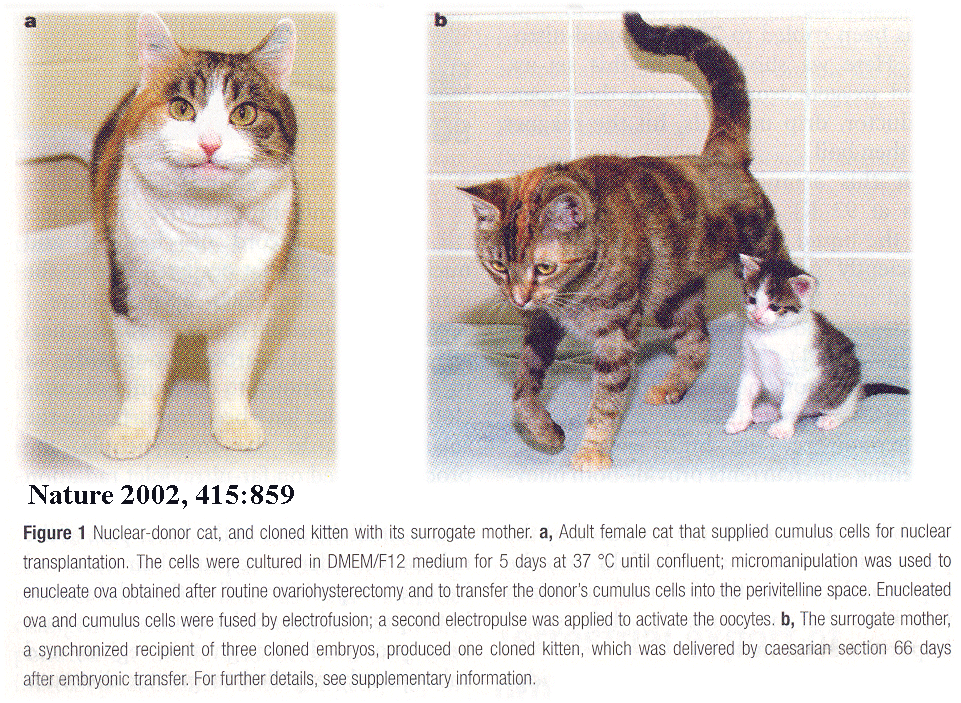 a
b
Nature 2002, 415:859
Figure 1 Nuclear-donor cat, and cloned kitten with its surrogate mother. a, Adult female cat that supplied cumulus cells for nuclear
transplantation. The cells were cultured in DMEM/F12 medium for 5 days at 37 °C until confluent; micromanipulation was used to
enucleate ova obtained after routine ovariohysterectomy and to transfer the donor's cumulus cells into the perivitelline space. Enucleated
ova and cumulus cells were fused by electrofusion; a second electropulse was applied to activate the oocytes. b, The surrogate mother,
a synchronized recipient of three cloned embryos, produced one cloned kitten, which was delivered by caesarian section 66 days
after embryonic transfer. For further details, see supplementary information.